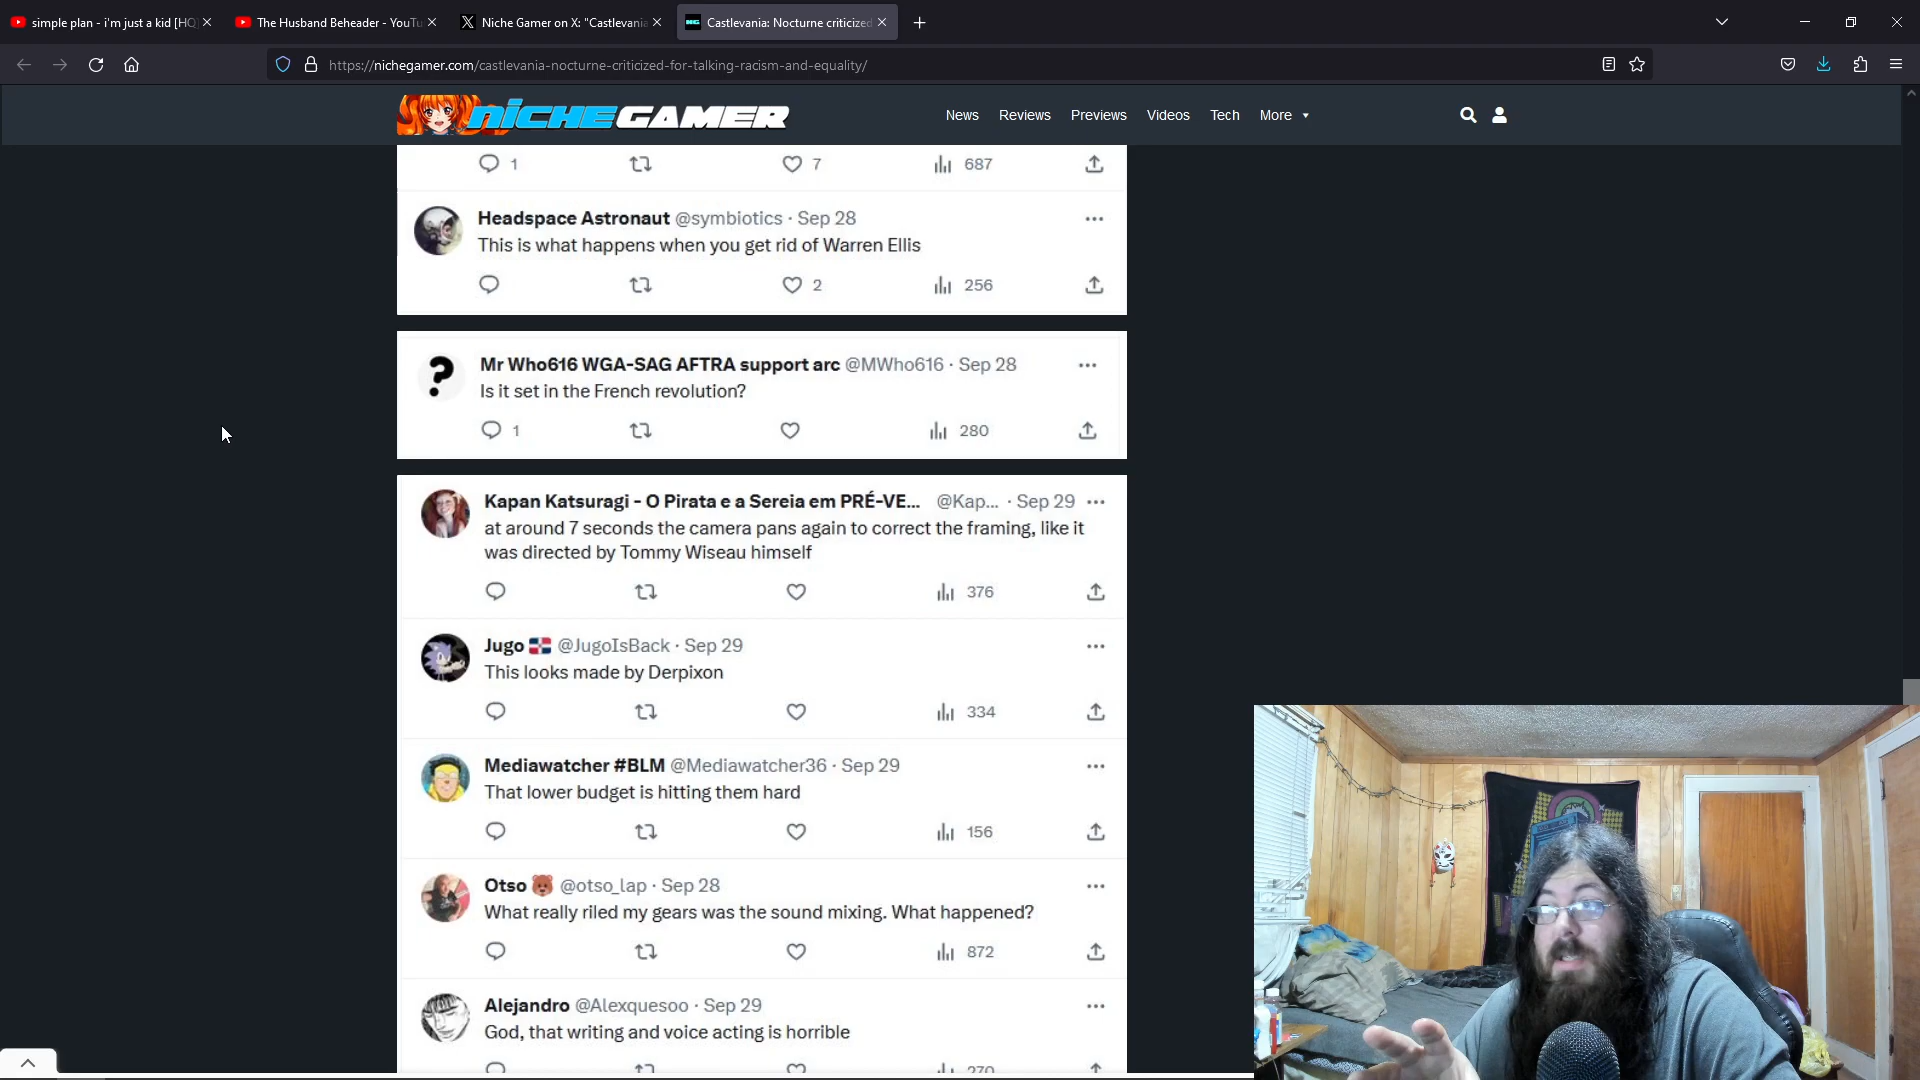 simple plan - i'm just a kid [HQ]
The Husband Beheader - YouTu
Niche Gamer on X: "Castlevania
Castlevania: Nocturne criticized
https://nichegamer.com/castlevania-nocturne-criticized-for-talking-racism-and-equality/
NICHEGAMER
News Reviews Previews Videos Tech More
1 7 687
Headspace Astronaut @symbiotics · Sep 28
This is what happens when you get rid of Warren Ellis
2 256
Mr Who616 WGA-SAG AFTRA support arc @MWho616 · Sep 28
Is it set in the French revolution?
1 280
Kapan Katsuragi - O Pirata e a Sereia em PRÉ-VE... @Kap... · Sep 29
at around 7 seconds the camera pans again to correct the framing, like it
was directed by Tommy Wiseau himself
376
Jugo @JugoIsBack · Sep 29
This looks made by Derpixon
334
Mediawatcher #BLM @Mediawatcher36 · Sep 29
That lower budget is hitting them hard
156
Otso @otso_lap · Sep 28
What really riled my gears was the sound mixing. What happened?
872
Alejandro @Alexquesoo · Sep 29
God, that writing and voice acting is horrible
270